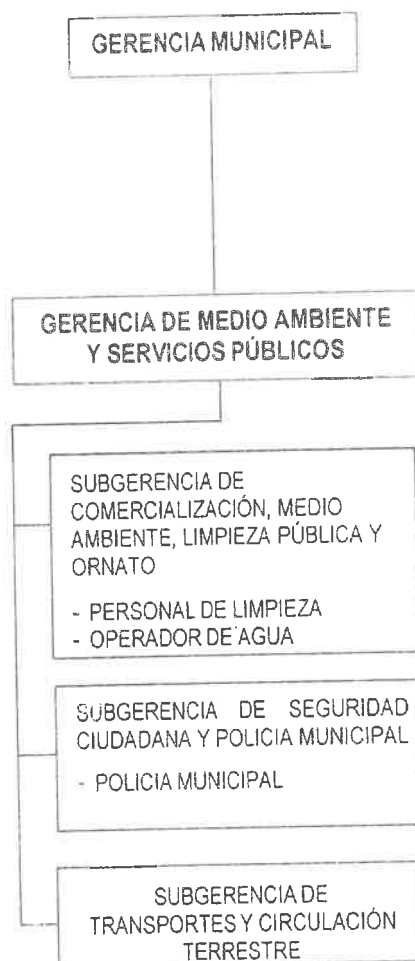 GERENCIA MUNICIPAL
GERENCIA DE MEDIO AMBIENTE
Y SERVICIOS PÚBLICOS
SUBGERENCIA DE
COMERCIALIZACIÓN, MEDIO
AMBIENTE, LIMPIEZA PÚBLICA Y
ORNATO
- PERSONAL DE LIMPIEZA
- OPERADOR DE AGUA
SUBGERENCIA DE SEGURIDAD
CIUDADANA Y POLICIA MUNICIPAL
- POLICIA MUNICIPAL
SUBGERENCIA DE
TRANSPORTES Y CIRCULACIÓN
TERRESTRE